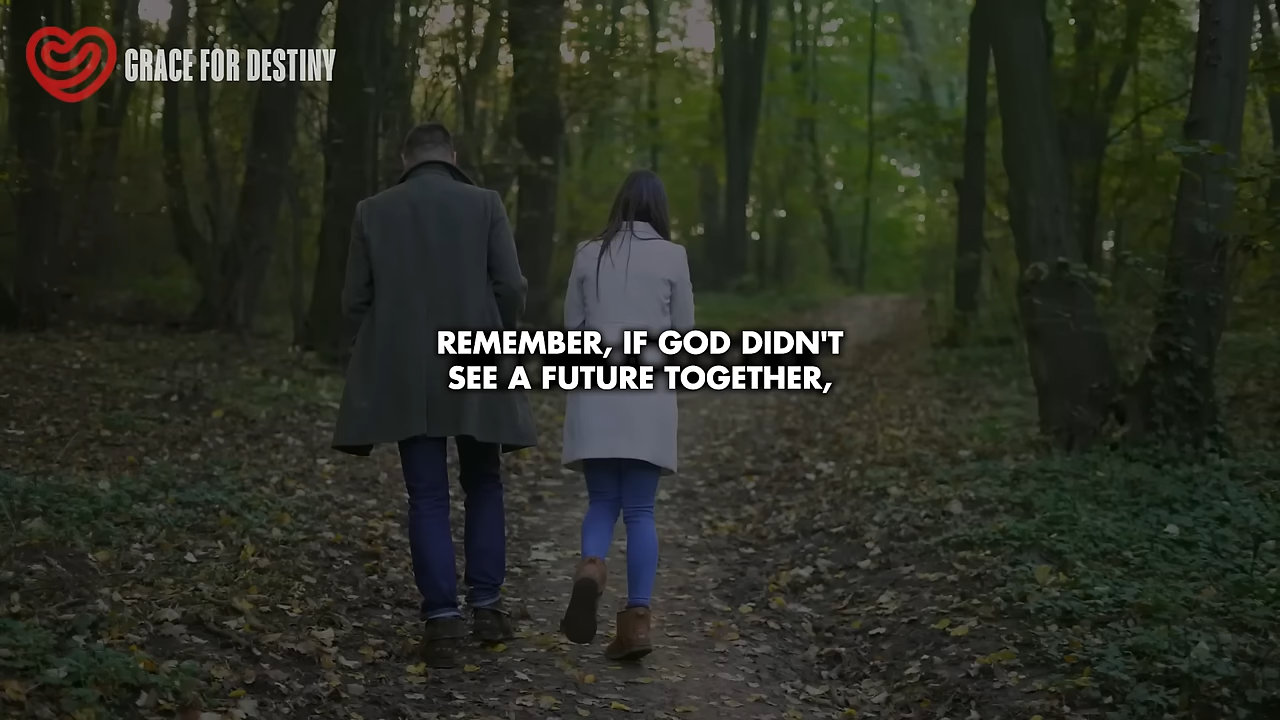 GRACE FOR DESTINY
REMEMBER, IF GOD DIDN'T
SEE A FUTURE TOGETHER,